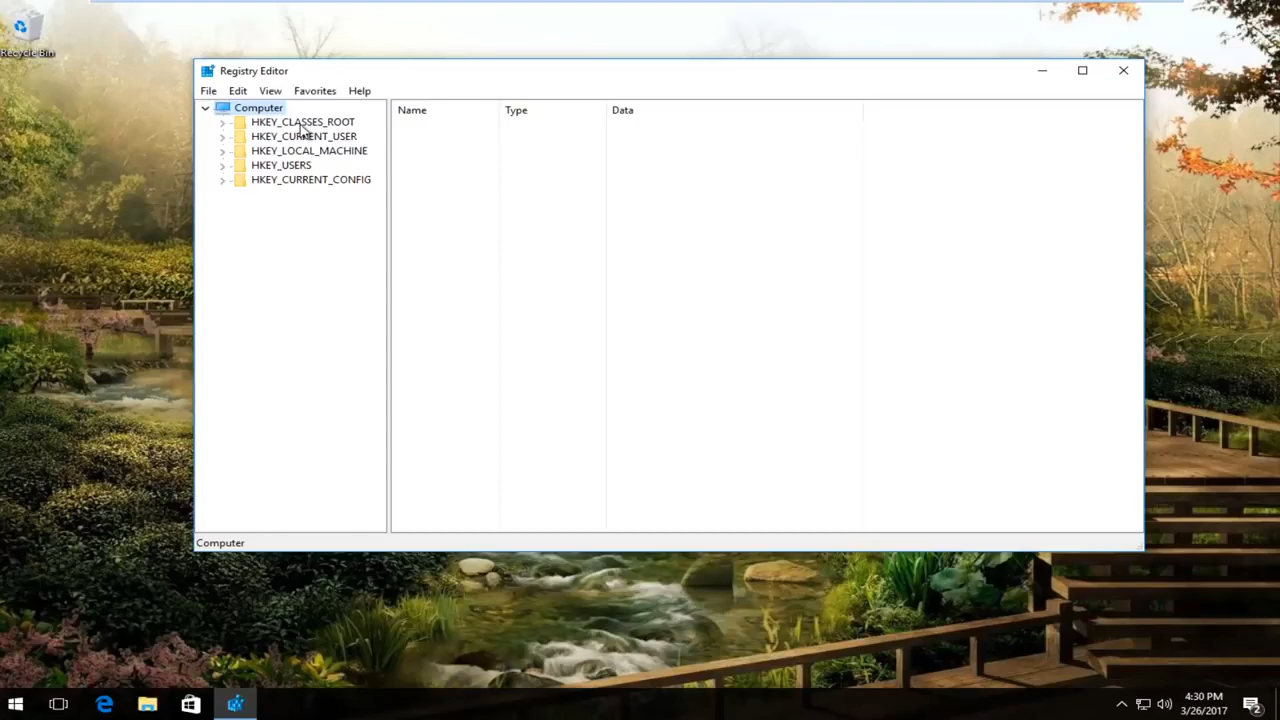 Recycle Bin
Registry Editor
File Edit View Favorites Help
Computer
HKEY_CLASSES_ROOT
HKEY_CURRENT_USER
HKEY_LOCAL_MACHINE
HKEY_USERS
HKEY_CURRENT_CONFIG
Name Type Data
Computer
4:30 PM
3/26/2017
2